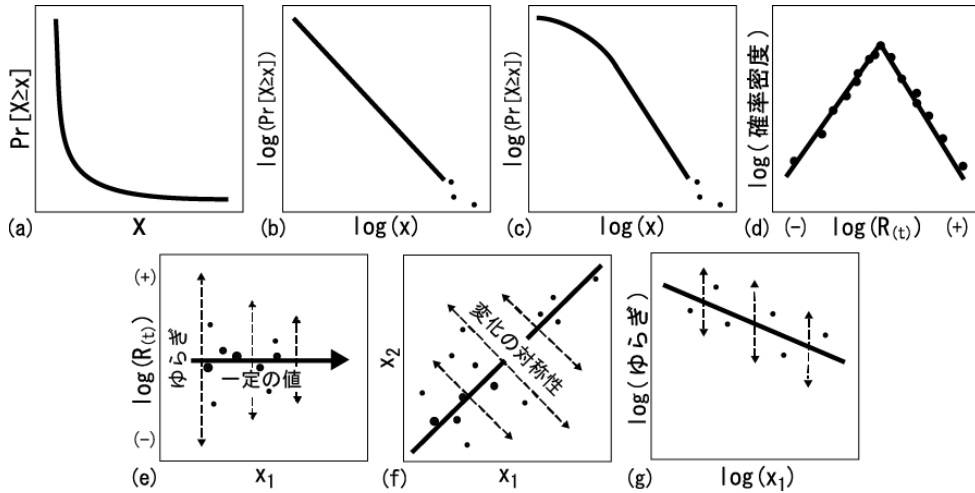 Pr[X≥x]
X
(a)
log(Pr[X≥x])
log(x)
(b)
log(Pr[X≥x])
log(x)
(c)
log(確率密度)
(d)
(-)
log(R(t))
(+)
(+)
log(R(t))
(-)
ゆらぎ
一定の値
(e)
x1
x2
変化の対称性
(f)
x1
log(ゆらぎ)
(g)
log(x1)